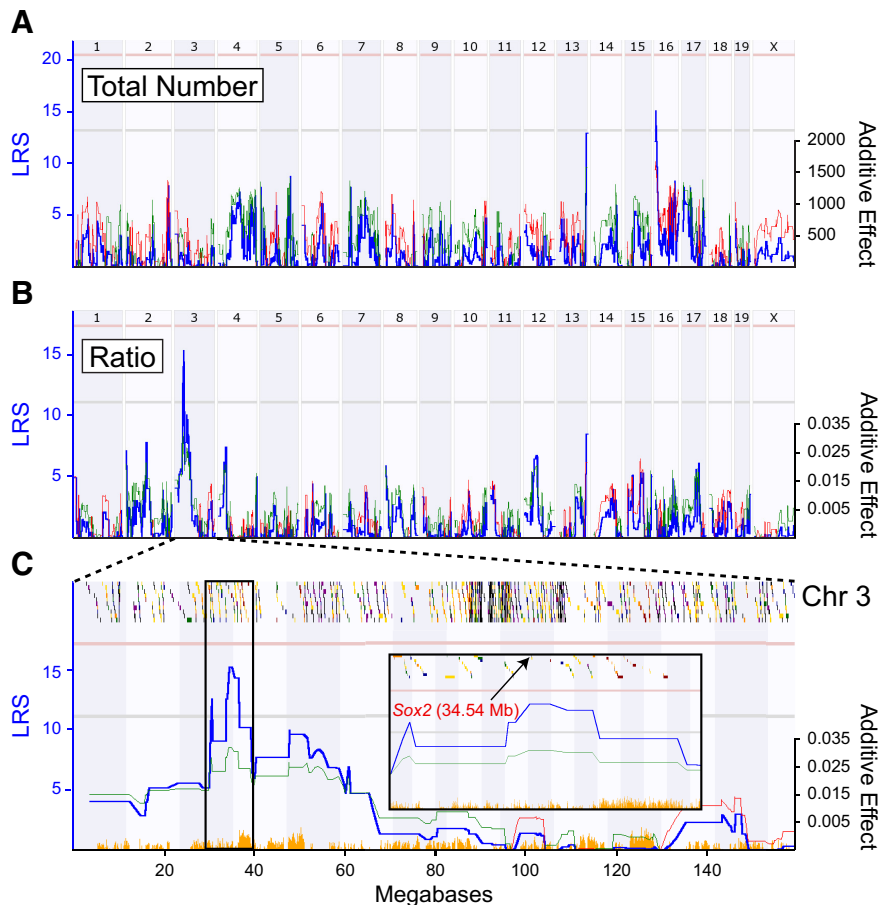 A
1 2 3 4 5 6 7 8 9 10 11 12 13 14 15 16 17 18 19 X
Total Number
LRS
20
15
10
5
2000
1500
1000
500
Additive Effect
B
1 2 3 4 5 6 7 8 9 10 11 12 13 14 15 16 17 18 19 X
Ratio
LRS
15
10
5
0.035
0.025
0.015
0.005
Additive Effect
C
Chr 3
LRS
15
10
5
Sox2 (34.54 Mb)
0.035
0.025
0.015
0.005
Additive Effect
20 40 60 80 100 120 140
Megabases